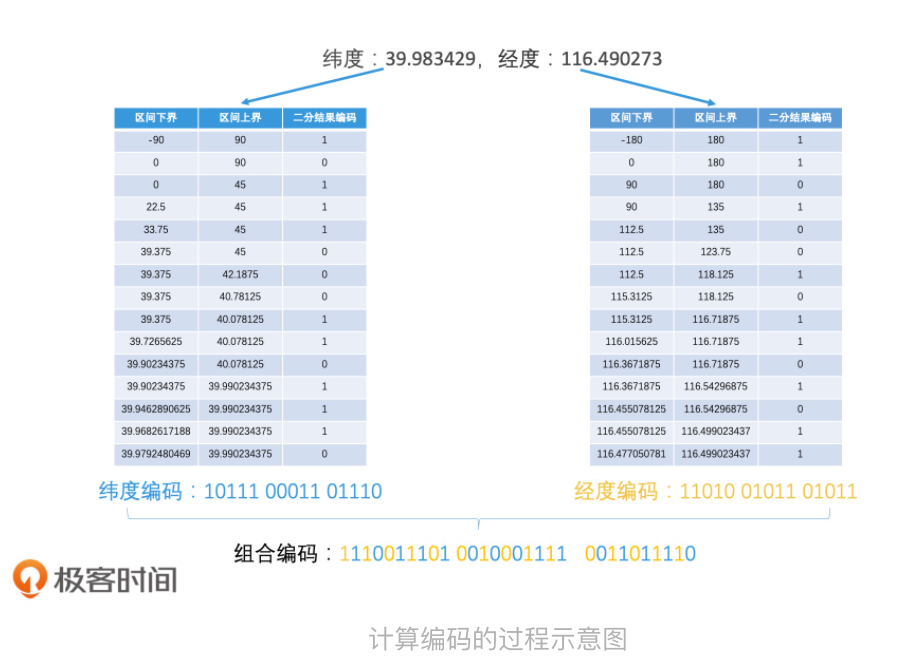 纬度：39.983429，经度：116.490273
区间下界 区间上界 二分结果编码
-90 90 1
0 90 0
0 45 1
22.5 45 1
33.75 45 1
39.375 45 0
39.375 42.1875 0
39.375 40.78125 0
39.375 40.078125 1
39.7265625 40.078125 1
39.90234375 40.078125 0
39.90234375 39.990234375 1
39.9462890625 39.990234375 1
39.9682617188 39.990234375 1
39.9792480469 39.990234375 0
区间下界 区间上界 二分结果编码
-180 180 1
0 180 1
90 180 0
90 135 1
112.5 135 0
112.5 123.75 0
112.5 118.125 1
115.3125 118.125 0
115.3125 116.71875 1
116.015625 116.71875 1
116.3671875 116.71875 0
116.3671875 116.54296875 1
116.455078125 116.54296875 0
116.455078125 116.499023437 1
116.477050781 116.499023437 1
纬度编码：10111 00011 01110
经度编码：11010 01011 01011
组合编码：1110011101 0010001111 0011011110
极客时间
计算编码的过程示意图